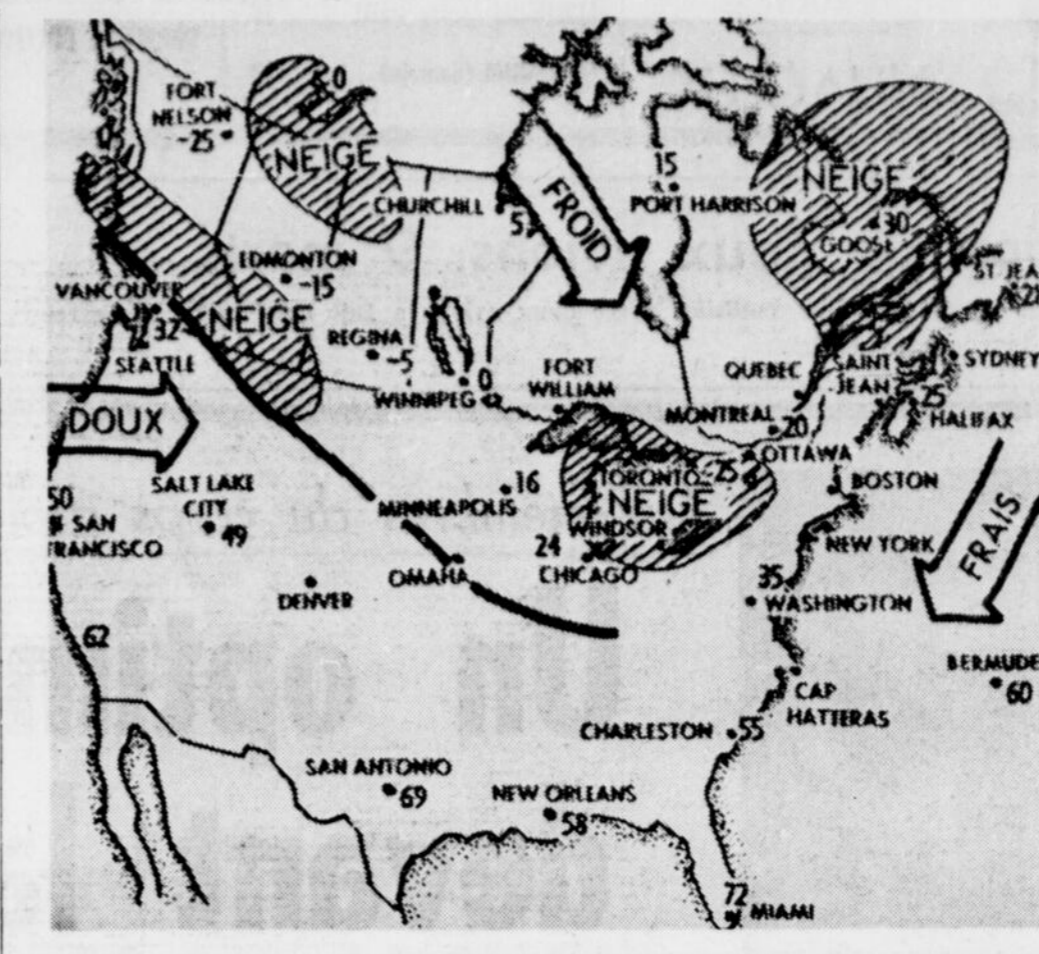 FORT
NELSON
-25
NEIGE
15
PORT HARRISON
NEIGE
30
GOOSE
CHURCHILL
FROID
EDMONTON
-15
VANCOUVER
32
SEATTLE
NEIGE
REGINA
-5
WINNIPEG
0
FORT
WILLIAM
QUEBEC
SAINT
JEAN
SYDNEY
25
HALIFAX
MONTREAL
20
OTTAWA
DOUX
SALT LAKE
CITY
49
50
SAN
RANCISCO
MINNEAPOLIS
16
TORONTO
25
NEIGE
WINDSOR
24
CHICAGO
BOSTON
NEW YORK
FRAIS
OMAHA
DENVER
35
WASHINGTON
62
BERMUDE
60
CAP
HATTERAS
CHARLESTON
55
SAN ANTONIO
69
NEW ORLEANS
58
72
MIAMI
ST JEA